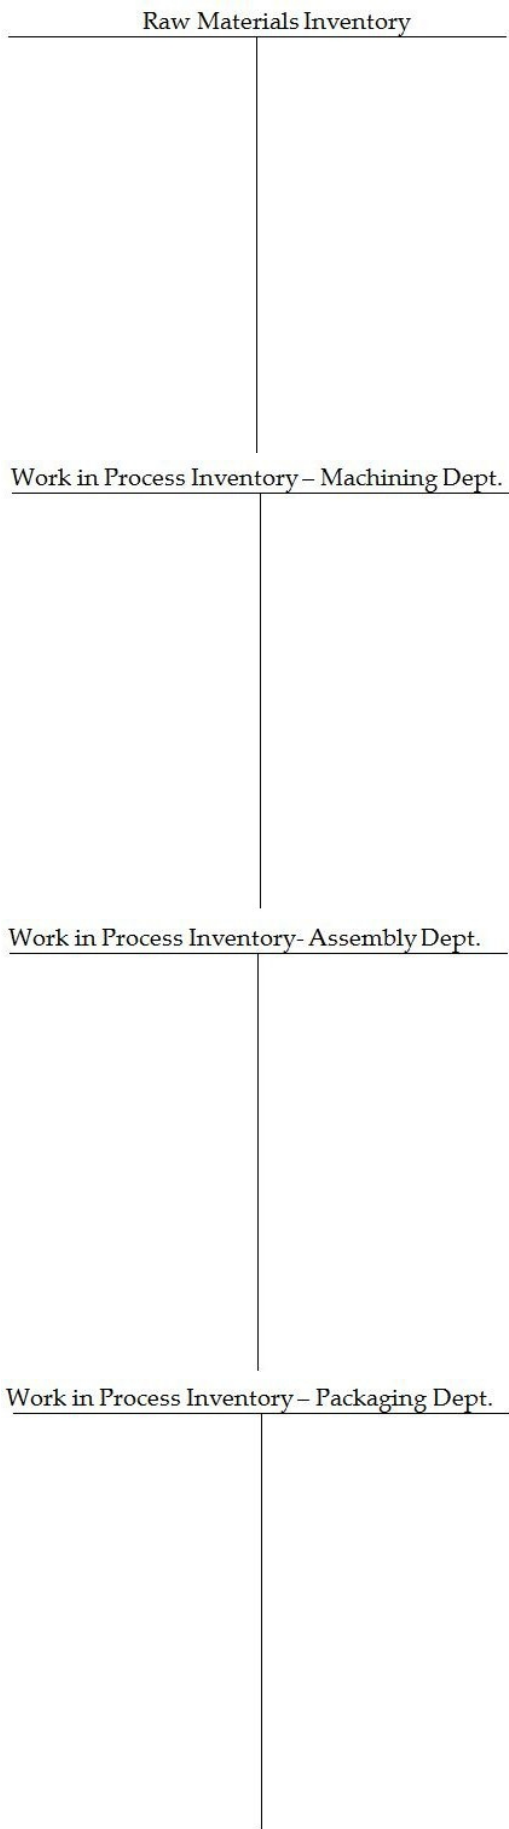 Raw Materials Inventory
Work in Process Inventory – Machining Dept.
Work in Process Inventory- Assembly Dept.
Work in Process Inventory – Packaging Dept.